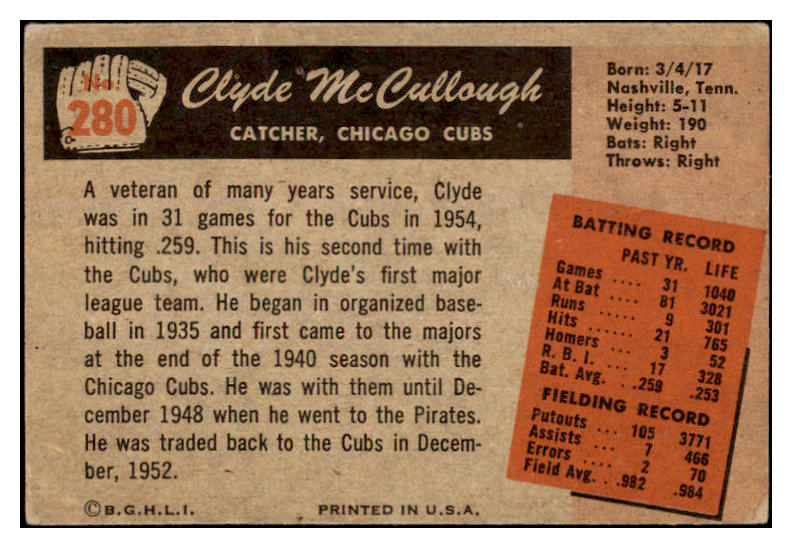 No.
280
Clyde McCullough
CATCHER, CHICAGO CUBS
Born: 3/4/17
Nashville, Tenn.
Height: 5-11
Weight: 190
Bats: Right
Throws: Right
A veteran of many years service, Clyde
was in 31 games for the Cubs in 1954,
hitting .259. This is his second time with
the Cubs, who were Clyde's first major
league team. He began in organized base-
ball in 1935 and first came to the majors
at the end of the 1940 season with the
Chicago Cubs. He was with them until De-
cember 1948 when he went to the Pirates.
He was traded back to the Cubs in Decem-
ber, 1952.
BATTING RECORD
PAST YR. LIFE
Games .... 31 1040
At Bat .... 81 3021
Runs ..... 9 301
Hits ...... 21 765
Homers ... 3 52
R. B. I. ... 17 328
Bat. Avg. . .259 .253
FIELDING RECORD
Putouts ... 105 3771
Assists ... 7 466
Errors .... 2 70
Field Avg. . .982 .984
©B.G.H.L.I. PRINTED IN U.S.A.